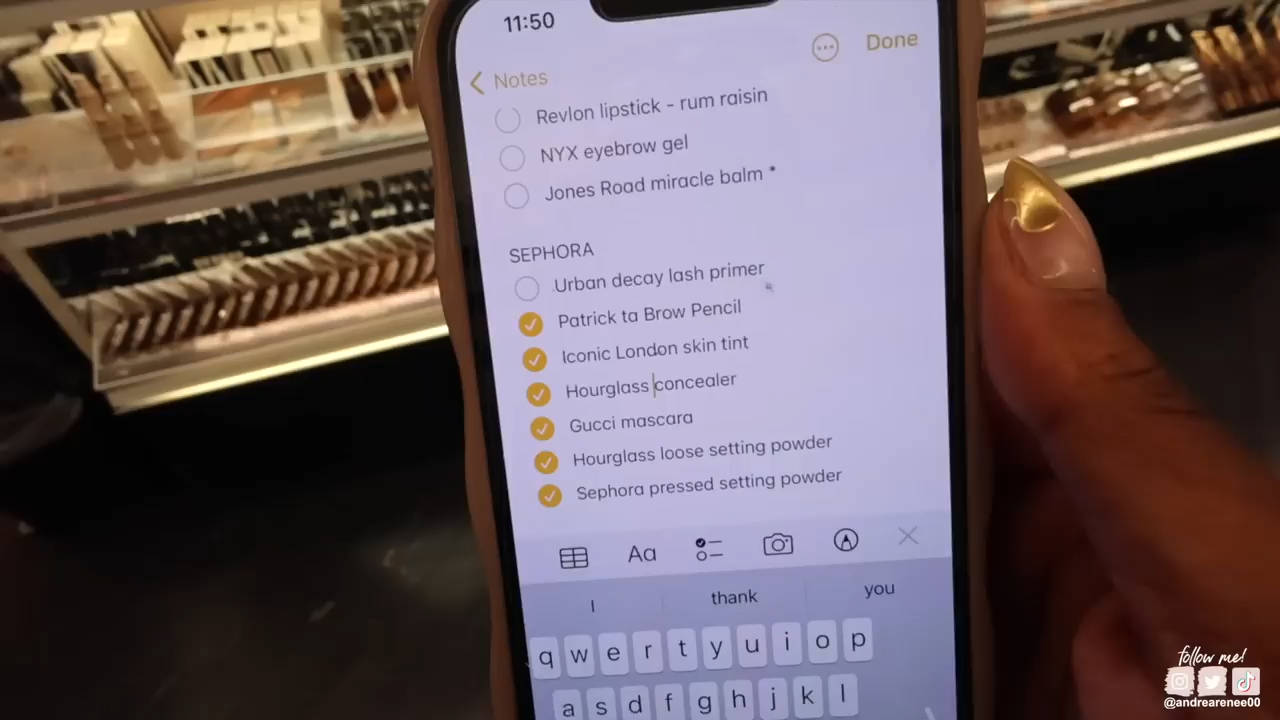 11:50
Notes
Done
Revlon lipstick - rum raisin
NYX eyebrow gel
Jones Road miracle balm *
SEPHORA
Urban decay lash primer
Patrick ta Brow Pencil
Iconic London skin tint
Hourglass concealer
Gucci mascara
Hourglass loose setting powder
Sephora pressed setting powder
Aa
I thank you
q w e r t y u i o p
a s d f g h j k l
follow me!
@andrearenee00